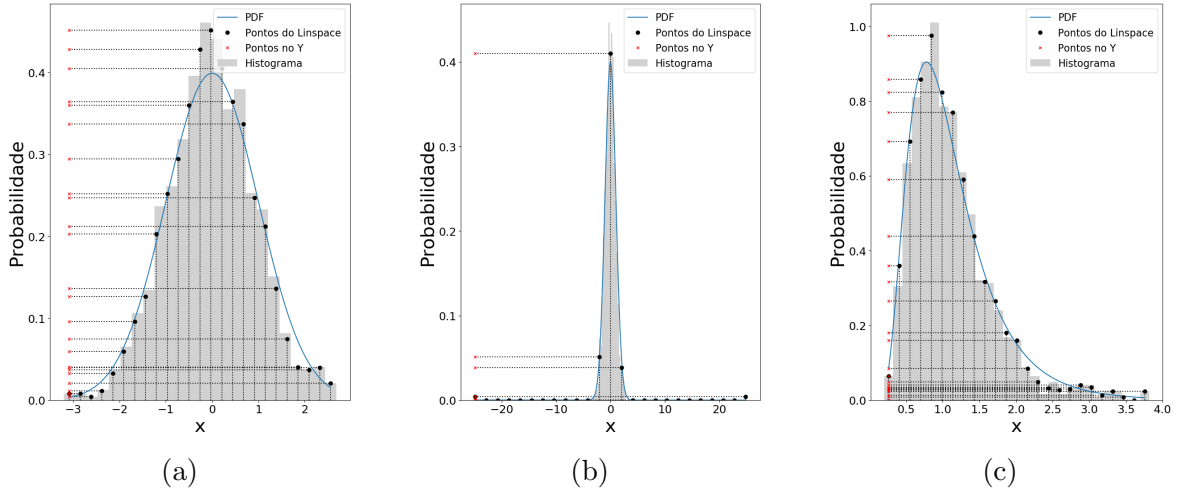 PDF
Pontos do Linspace
Pontos no Y
Histograma
Probabilidade
0.4
0.3
0.2
0.1
0.0
−3 −2 −1 0 1 2
x
(a)
PDF
Pontos do Linspace
Pontos no Y
Histograma
Probabilidade
0.4
0.3
0.2
0.1
0.0
−20 −10 0 10 20
x
(b)
PDF
Pontos do Linspace
Pontos no Y
Histograma
Probabilidade
1.0
0.8
0.6
0.4
0.2
0.0
0.5 1.0 1.5 2.0 2.5 3.0 3.5 4.0
x
(c)